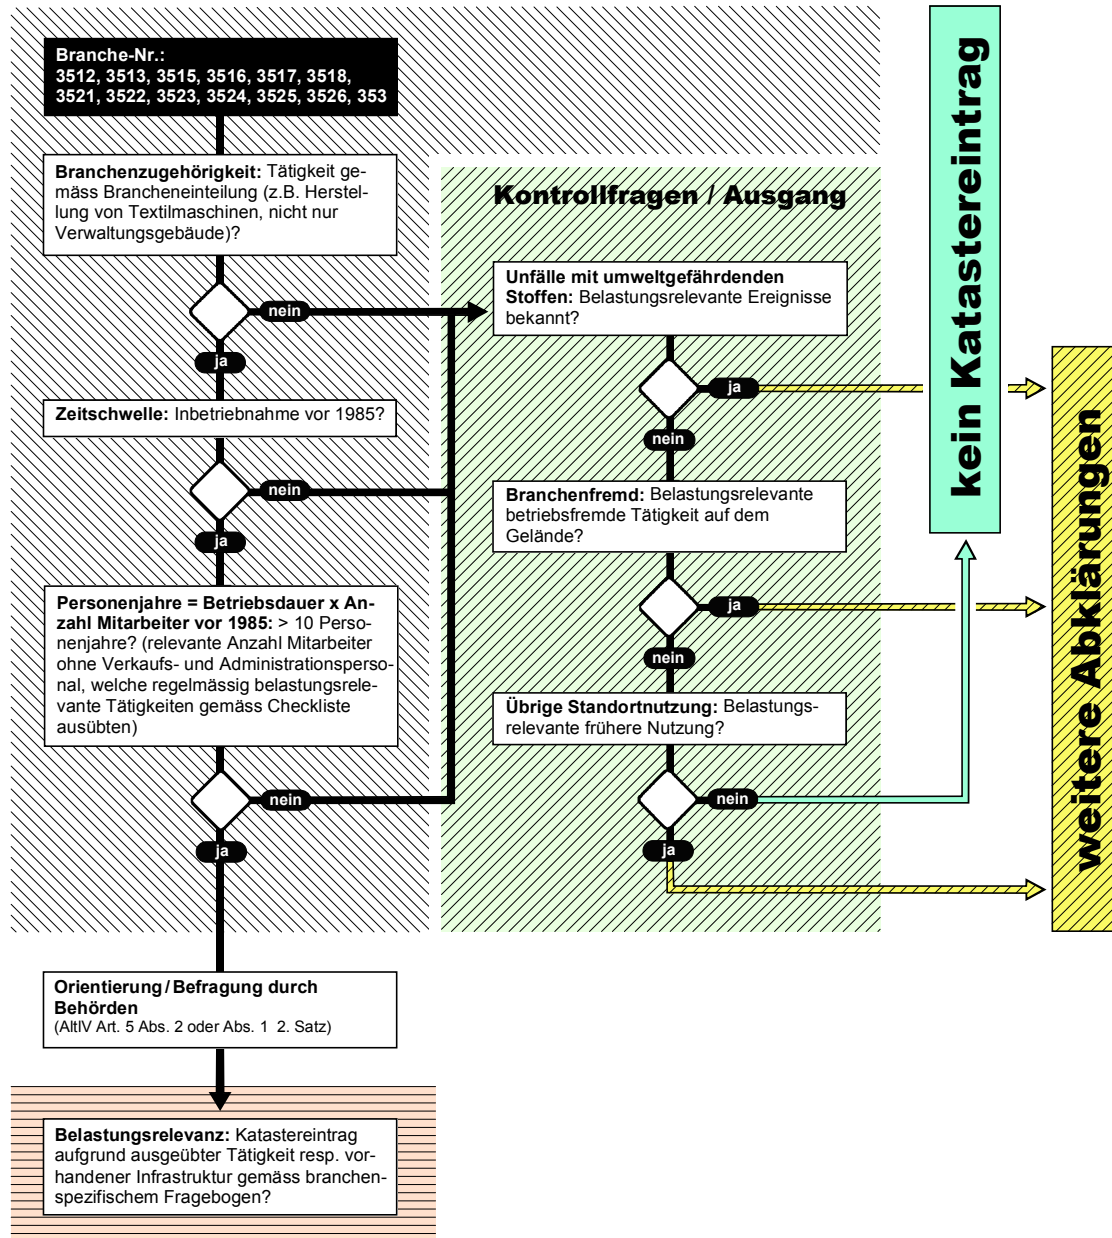 Branche-Nr.:
3512, 3513, 3515, 3516, 3517, 3518,
3521, 3522, 3523, 3524, 3525, 3526, 353
Branchenzugehörigkeit: Tätigkeit ge-
mäss Brancheneinteilung (z.B. Herstel-
lung von Textilmaschinen, nicht nur
Verwaltungsgebäude)?
nein
ja
Zeitschwelle: Inbetriebnahme vor 1985?
nein
ja
Personenjahre = Betriebsdauer x An-
zahl Mitarbeiter vor 1985: > 10 Perso-
nenjahre? (relevante Anzahl Mitarbeiter
ohne Verkaufs- und Administrationsperso-
nal, welche regelmässig belastungsrele-
vante Tätigkeiten gemäss Checkliste
ausübten)
nein
ja
Orientierung / Befragung durch
Behörden
(AltlV Art. 5 Abs. 2 oder Abs. 1 2. Satz)
Belastungsrelevanz: Katastereintrag
aufgrund ausgeübter Tätigkeit resp. vor-
handener Infrastruktur gemäss branchen-
spezifischem Fragebogen?
Kontrollfragen / Ausgang
Unfälle mit umweltgefährdenden
Stoffen: Belastungsrelevante Ereignisse
bekannt?
ja
nein
Branchenfremd: Belastungsrelevante
betriebsfremde Tätigkeit auf dem
Gelände?
ja
nein
Übrige Standortnutzung: Belastungs-
relevante frühere Nutzung?
nein
ja
kein Katastereintrag
weitere Abklärungen